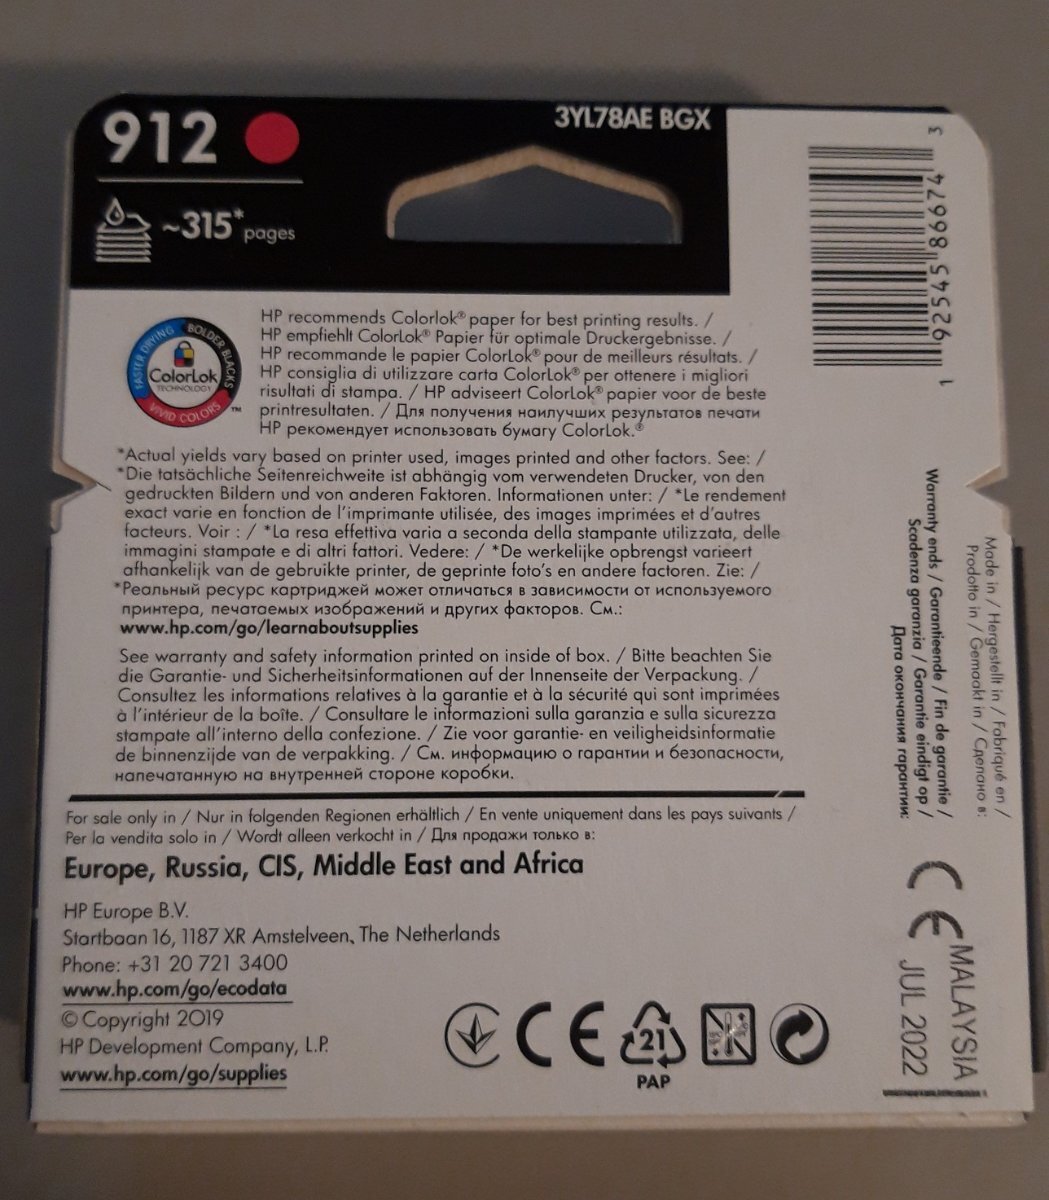 912
3YL78AE BGX
~315* pages
3
192545 866743
FASTER DRYING
BOLDER BLACKS
ColorLok
TECHNOLOGY
VIVID COLORS
™
HP recommends Colorlok® paper for best printing results. /
HP empfiehlt ColorLok® Papier für optimale Druckergebnisse. /
HP recommande le papier ColorLok® pour de meilleurs résultats. /
HP consiglia di utilizzare carta ColorLok® per ottenere i migliori
risultati di stampa. / HP adviseert ColorLok® papier voor de beste
printresultaten. / Для получения наилучших результатов печати
HP рекомендует использовать бумагу ColorLok.®
*Actual yields vary based on printer used, images printed and other factors. See: /
*Die tatsächliche Seitenreichweite ist abhängig vom verwendeten Drucker, von den
gedruckten Bildern und von anderen Faktoren. Informationen unter: / *Le rendement
exact varie en fonction de l'imprimante utilisée, des images imprimées et d'autres
facteurs. Voir : / *La resa effettiva varia a seconda della stampante utilizzata, delle
immagini stampate e di altri fattori. Vedere: / *De werkelijke opbrengst varieert
afhankelijk van de gebruikte printer, de geprinte foto's en andere factoren. Zie: /
*Реальный ресурс картриджей может отличаться в зависимости от используемого
принтера, печатаемых изображений и других факторов. См.:
www.hp.com/go/learnaboutsupplies
See warranty and safety information printed on inside of box. / Bitte beachten Sie
die Garantie- und Sicherheitsinformationen auf der Innenseite der Verpackung. /
Consultez les informations relatives à la garantie et à la sécurité qui sont imprimées
à l'intérieur de la boîte. / Consultare le informazioni sulla garanzia e sulla sicurezza
stampate all'interno della confezione. / Zie voor garantie- en veiligheidsinformatie
de binnenzijde van de verpakking. / См. информацию о гарантии и безопасности,
напечатанную на внутренней стороне коробки.
For sale only in / Nur in folgenden Regionen erhältlich / En vente uniquement dans les pays suivants /
Per la vendita solo in / Wordt alleen verkocht in / Для продажи только в:
Europe, Russia, CIS, Middle East and Africa
HP Europe B.V.
Startbaan 16, 1187 XR Amstelveen, The Netherlands
Phone: +31 20 721 3400
www.hp.com/go/ecodata
© Copyright 2019
HP Development Company, L.P.
www.hp.com/go/supplies
CE
21
PAP
Made in / Hergestellt in / Fabriqué en /
Prodotto in / Gemaakt in / Сделано в:
Warranty ends / Garantieende / Fin de garantie /
Scadenza garanzia / Garantie eindigt op /
Дата окончания гарантии:
CE
MALAYSIA
JUL 2022